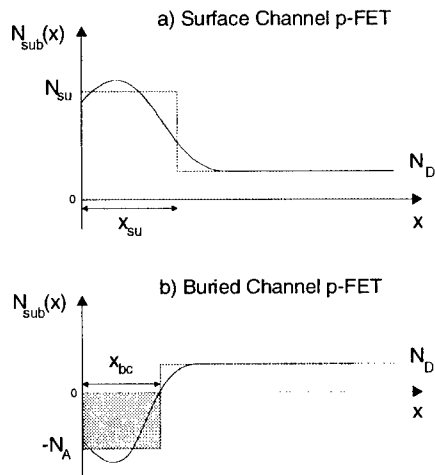 a) Surface Channel p-FET
N_sub(x)
N_su
N_D
0
x_su
x
b) Buried Channel p-FET
N_sub(x)
x_bc
N_D
0
x
-N_A